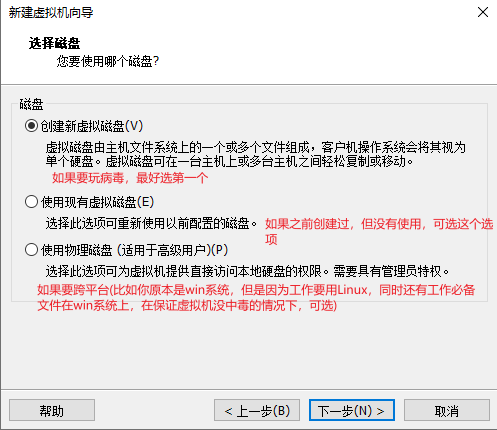 新建虚拟机向导
选择磁盘
您要使用哪个磁盘?
磁盘
创建新虚拟磁盘(V)
虚拟磁盘由主机文件系统上的一个或多个文件组成，客户机操作系统会将其视为
单个硬盘。虚拟磁盘可在一台主机上或多台主机之间轻松复制或移动。
如果要玩病毒，最好选第一个
使用现有虚拟磁盘(E)
选择此选项可重新使用以前配置的磁盘。
如果之前创建过，但没有使用，可选这个选
项
使用物理磁盘 (适用于高级用户)(P)
选择此选项可为虚拟机提供直接访问本地硬盘的权限。需要具有管理员特权。
如果要跨平台(比如你原本是win系统，但是因为工作要用Linux，同时还有工作必备
文件在win系统上，在保证虚拟机没中毒的情况下，可选)
帮助
< 上一步(B)
下一步(N) >
取消